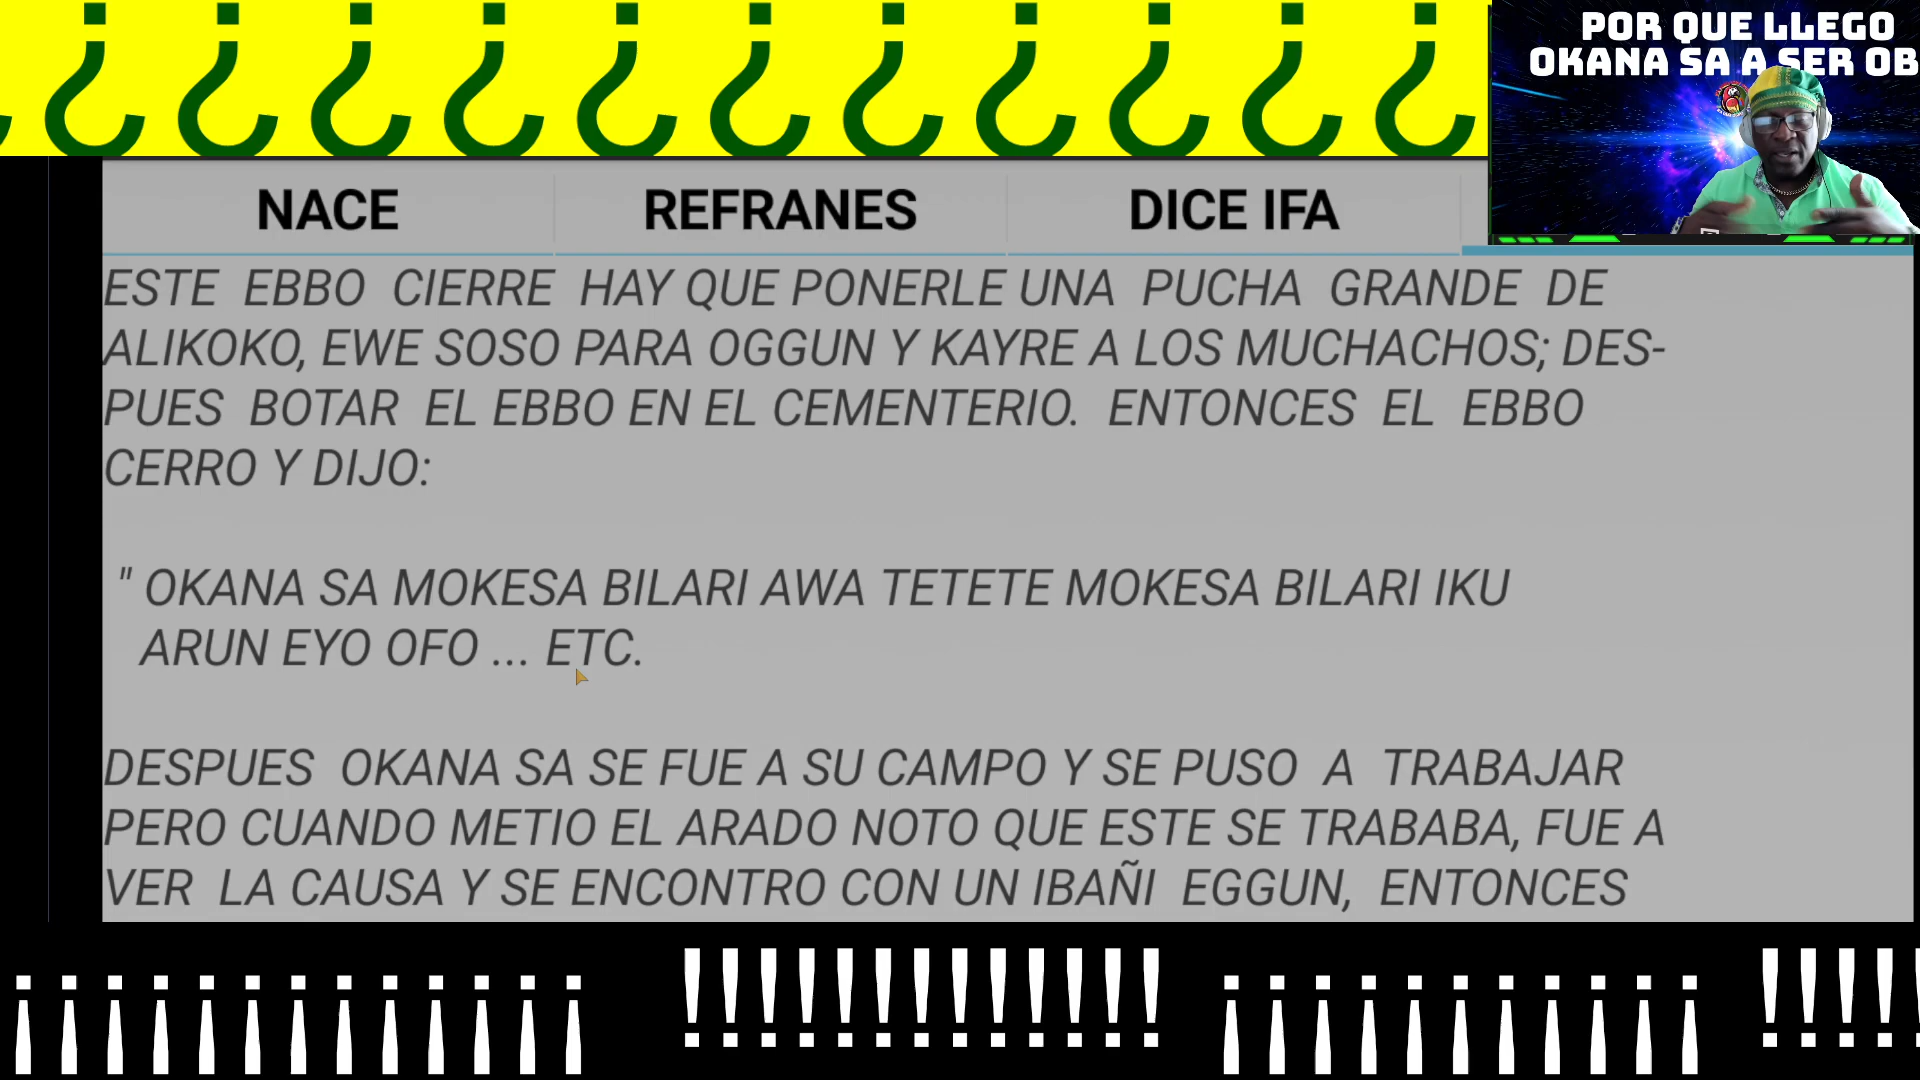 ¿¿¿¿¿¿¿¿¿¿¿¿
POR QUE LLEGO
OKANA SA A SER OB
NACE
REFRANES
DICE IFA
ESTE EBBO CIERRE HAY QUE PONERLE UNA PUCHA GRANDE DE
ALIKOKO, EWE SOSO PARA OGGUN Y KAYRE A LOS MUCHACHOS; DES-
PUES BOTAR EL EBBO EN EL CEMENTERIO. ENTONCES EL EBBO
CERRO Y DIJO:
" OKANA SA MOKESA BILARI AWA TETETE MOKESA BILARI IKU
ARUN EYO OFO ... ETC.
DESPUES OKANA SA SE FUE A SU CAMPO Y SE PUSO A TRABAJAR
PERO CUANDO METIO EL ARADO NOTO QUE ESTE SE TRABABA, FUE A
VER LA CAUSA Y SE ENCONTRO CON UN IBAÑI EGGUN, ENTONCES
¡¡¡¡¡¡¡¡¡¡¡¡¡ !!!!!!!!!!!!! ¡¡¡¡¡¡¡¡¡¡¡ !!!!!